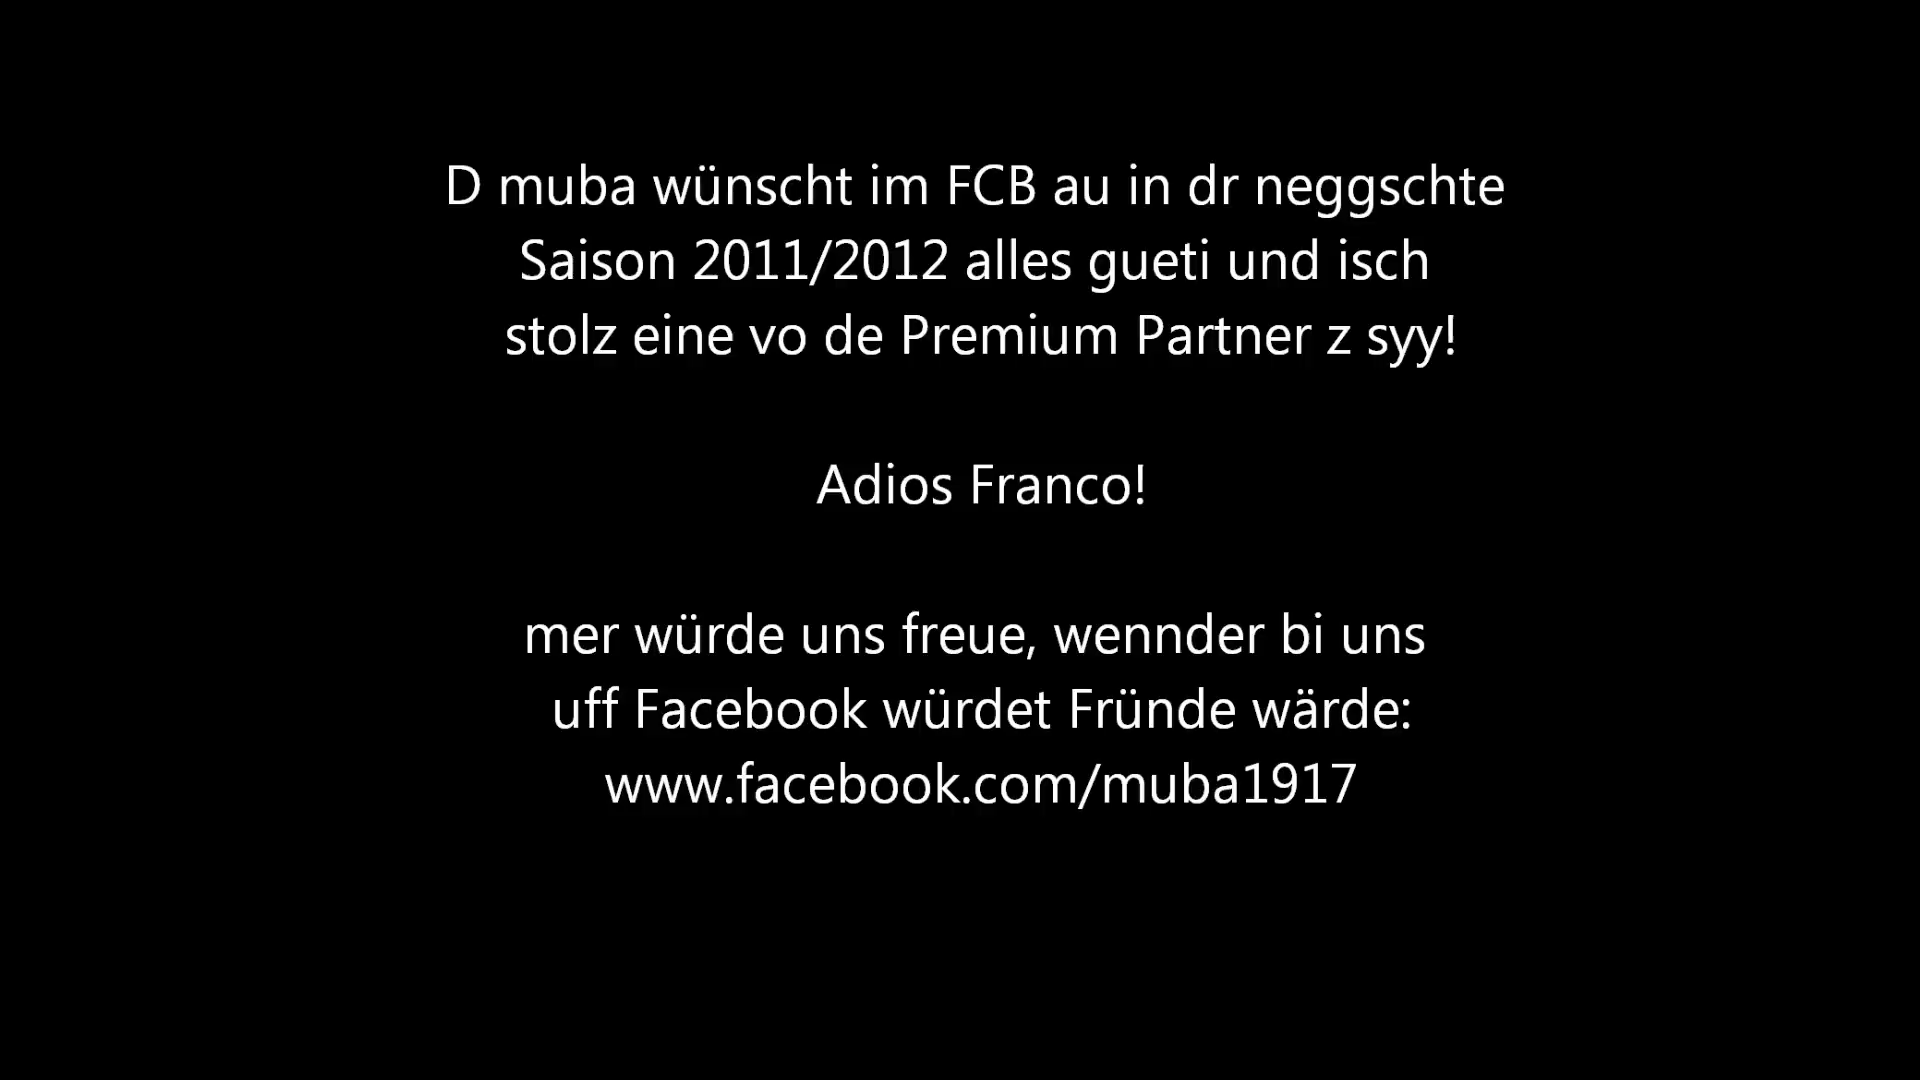 D muba wünscht im FCB au in dr neggschte
Saison 2011/2012 alles gueti und isch
stolz eine vo de Premium Partner z syy!
Adios Franco!
mer würde uns freue, wennder bi uns
uff Facebook würdet Fründe wärde:
www.facebook.com/muba1917